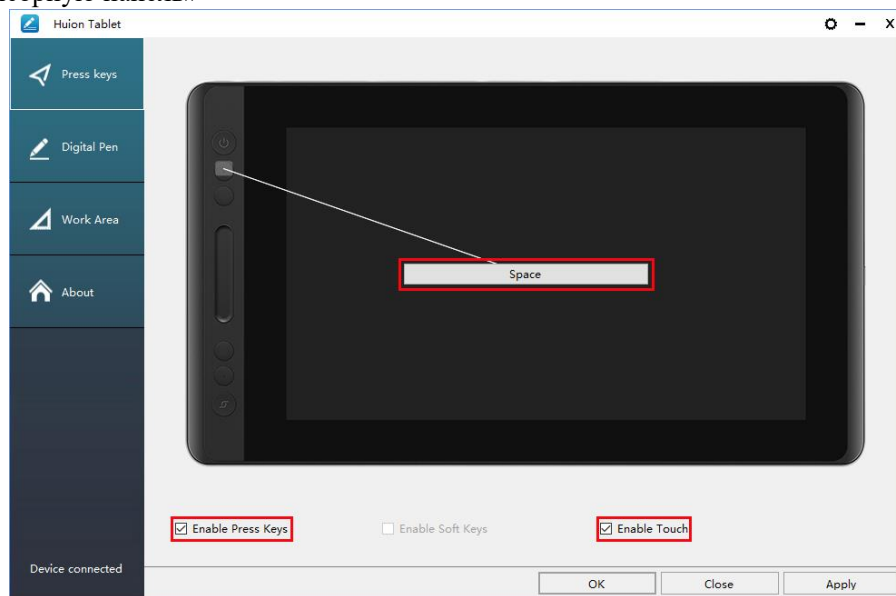 Huion Tablet
Press keys
Digital Pen
Work Area
Space
About
Enable Press Keys
Enable Soft Keys
Enable Touch
Device connected
OK
Close
Apply